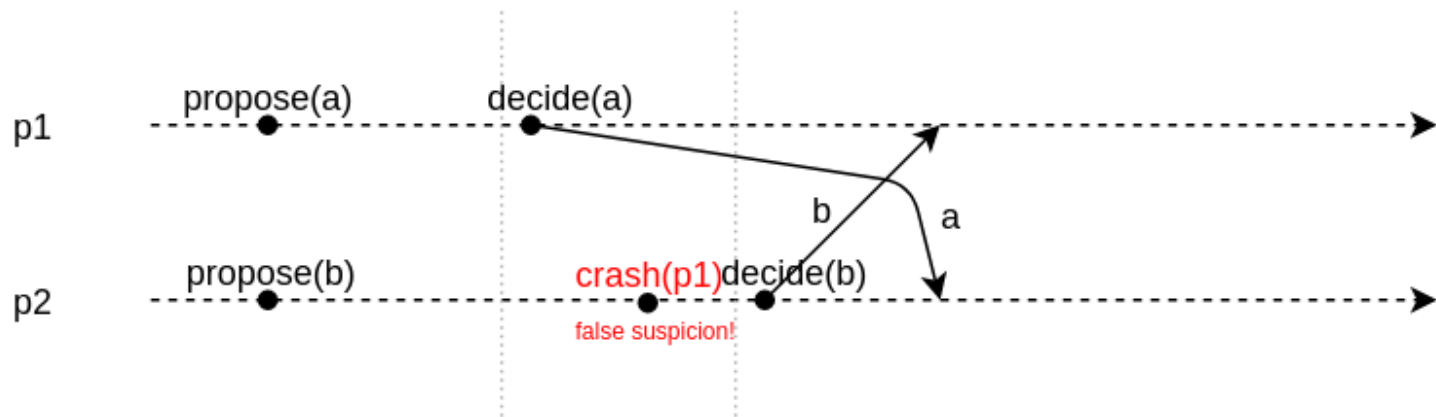 propose(a)
decide(a)
p1
b
a
propose(b)
crash(p1)
decide(b)
p2
false suspicion!